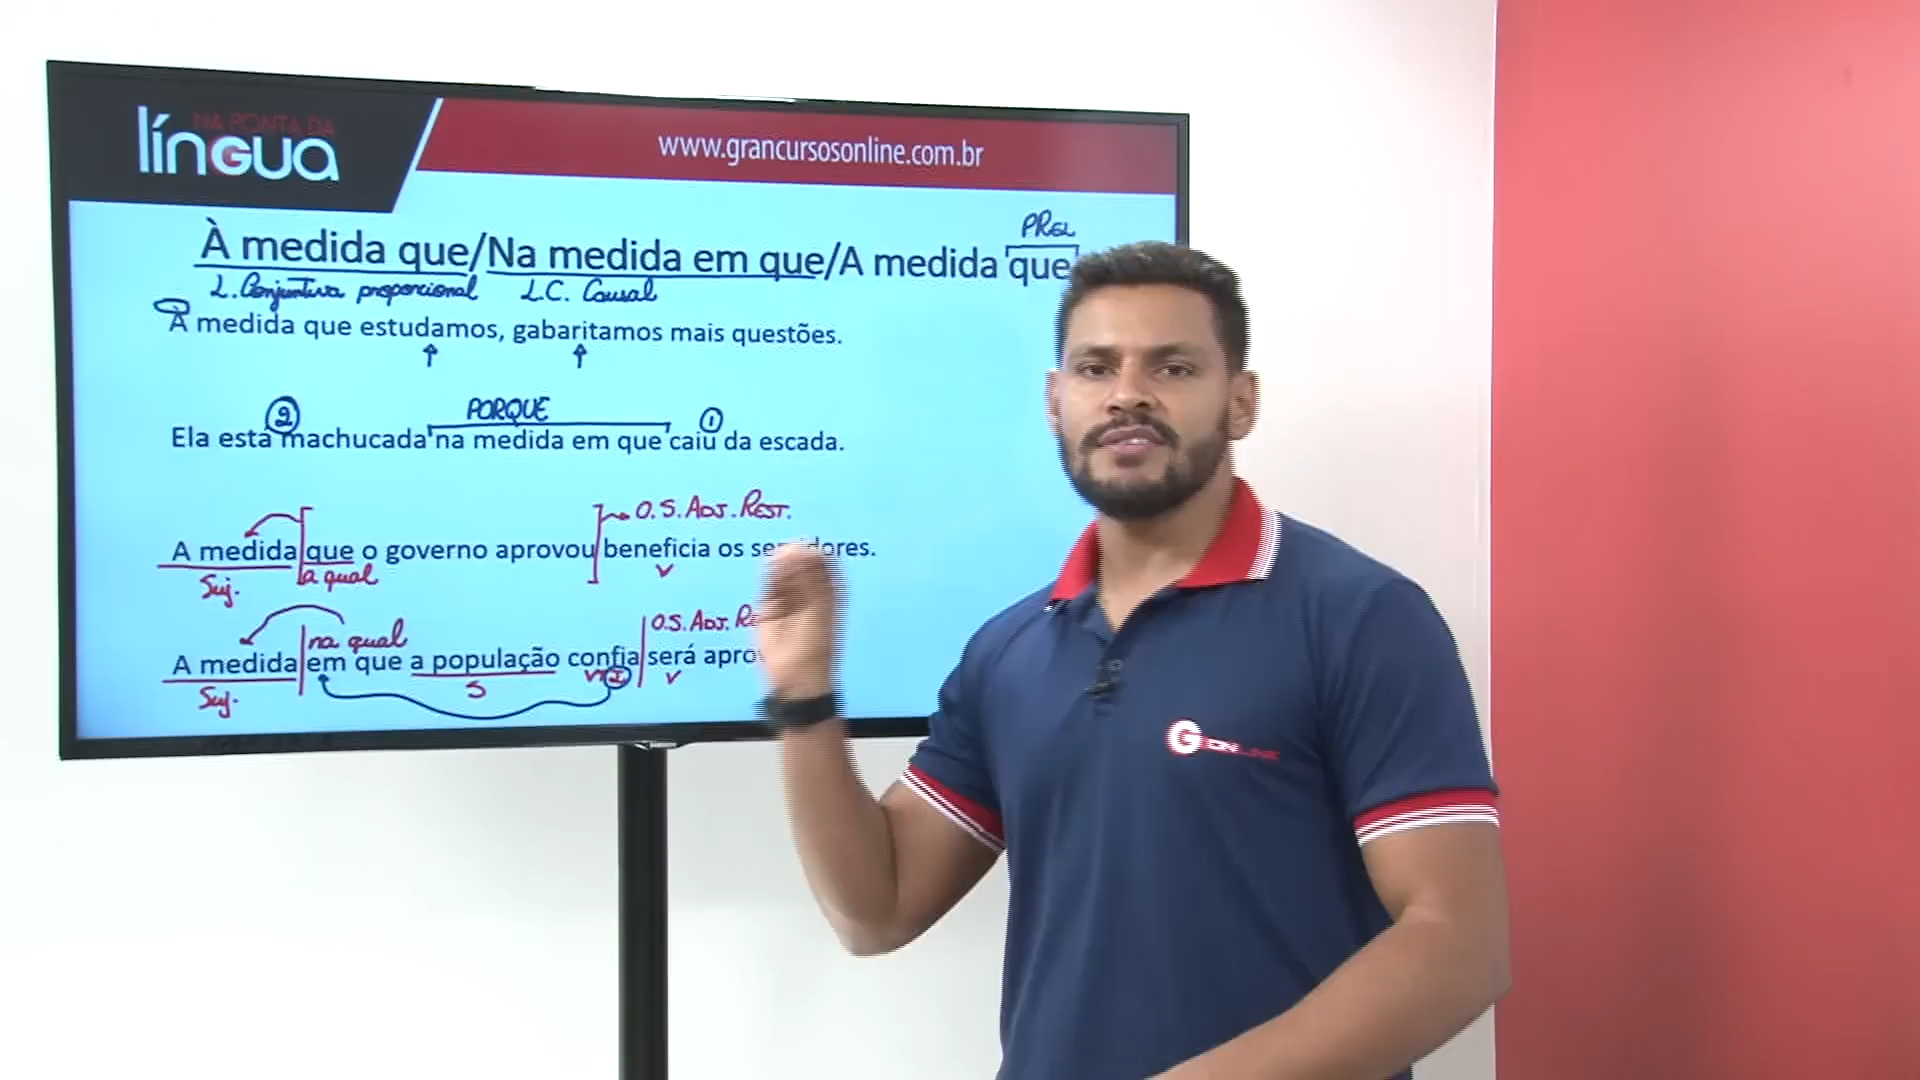 NA PONTA DA
línGua
www.grancursosonline.com.br
PREL
À medida que/Na medida em que/A medida que
L. Conjuntiva proporcional L.C. Causal
À medida que estudamos, gabaritamos mais questões.
2 PORQUE 1
Ela está machucada na medida em que caiu da escada.
O.S. ADJ. REST.
A medida que o governo aprovou beneficia os servidores.
Suj. a qual V
na qual O.S. ADJ. RE
A medida em que a população confia será apro
Suj. S VTI V
G ONLINE